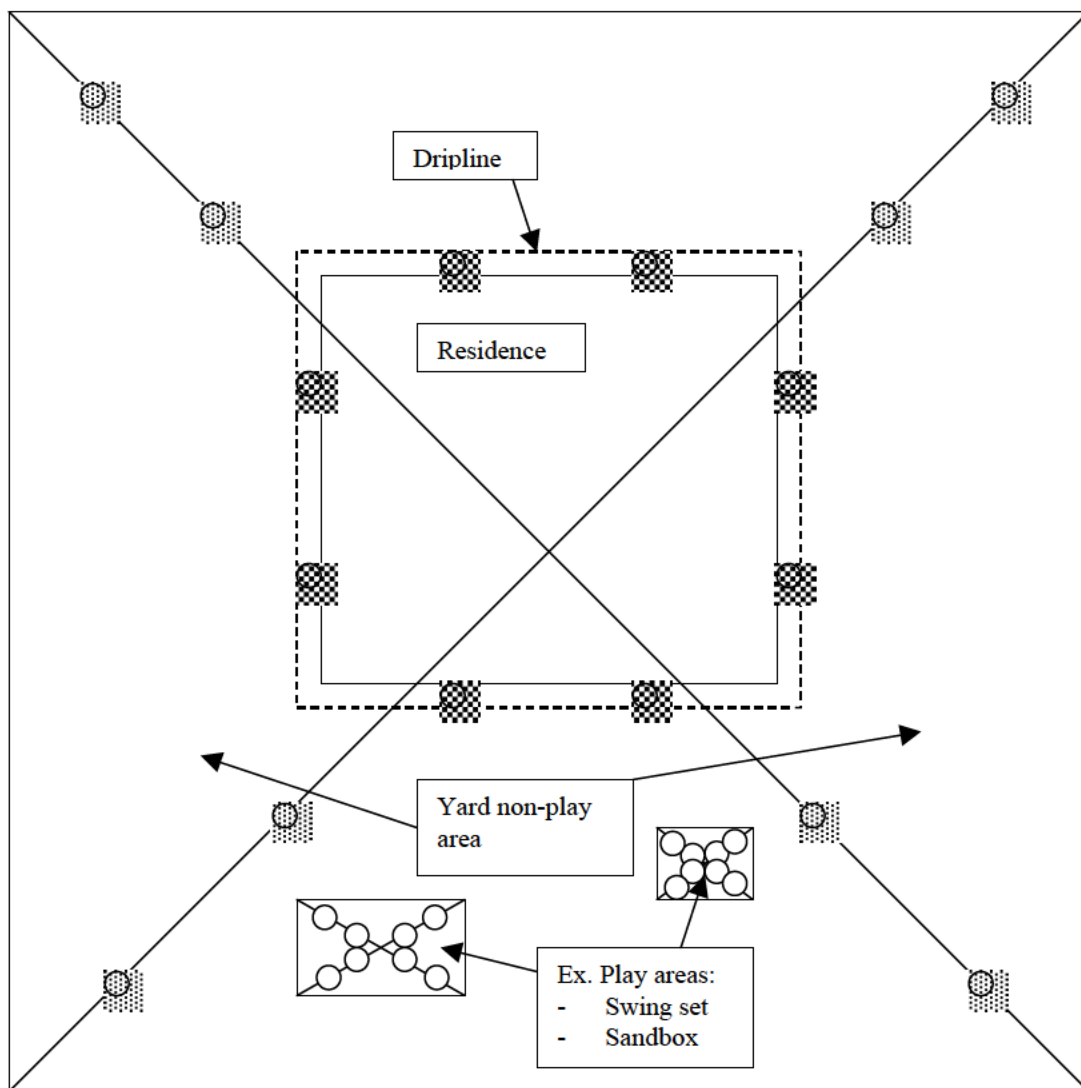 Dripline
Residence
Yard non-play
area
Ex. Play areas:
- Swing set
- Sandbox